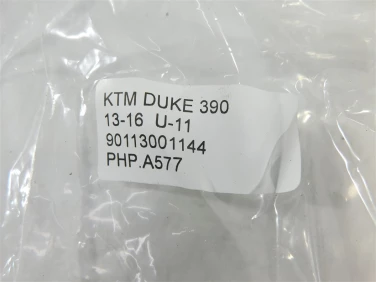 KTM DUKE 390
13-16 U-11
90113001144
PHP.A577